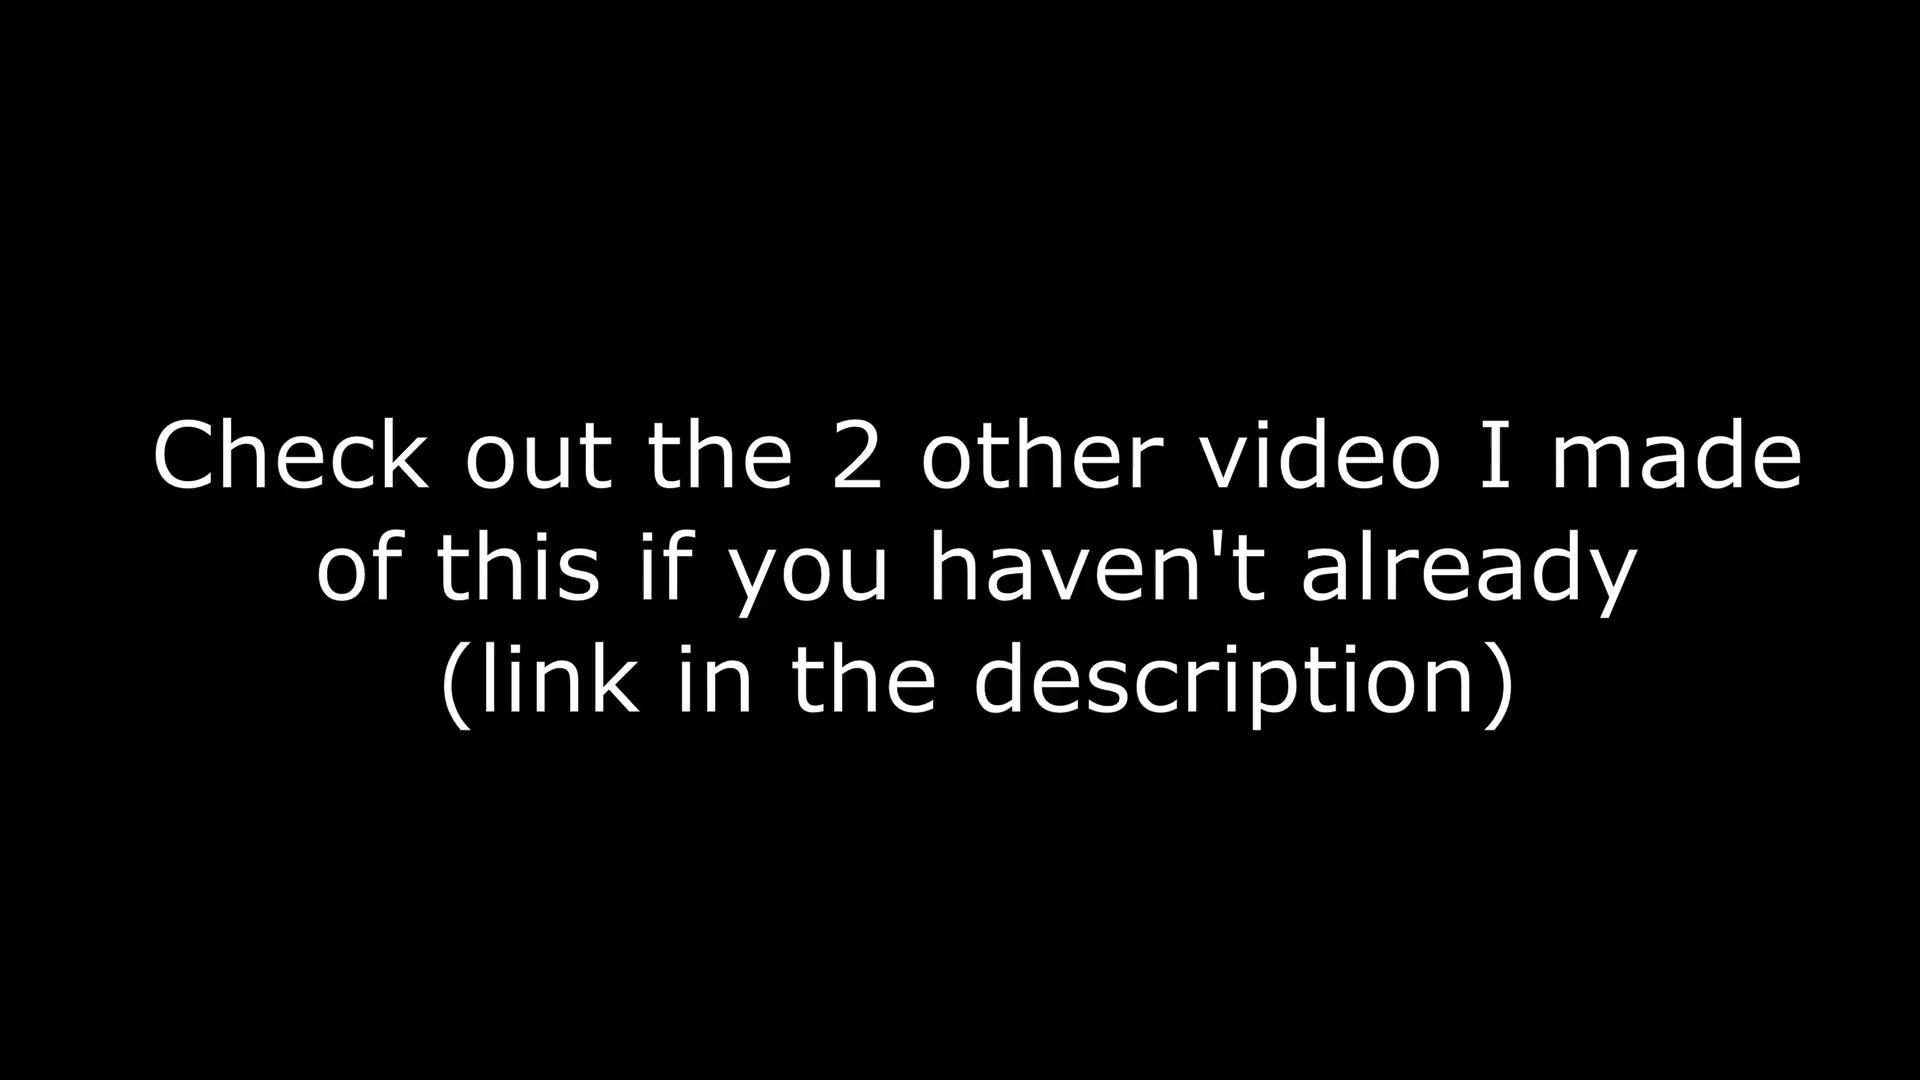 Check out the 2 other video I made
of this if you haven't already
(link in the description)